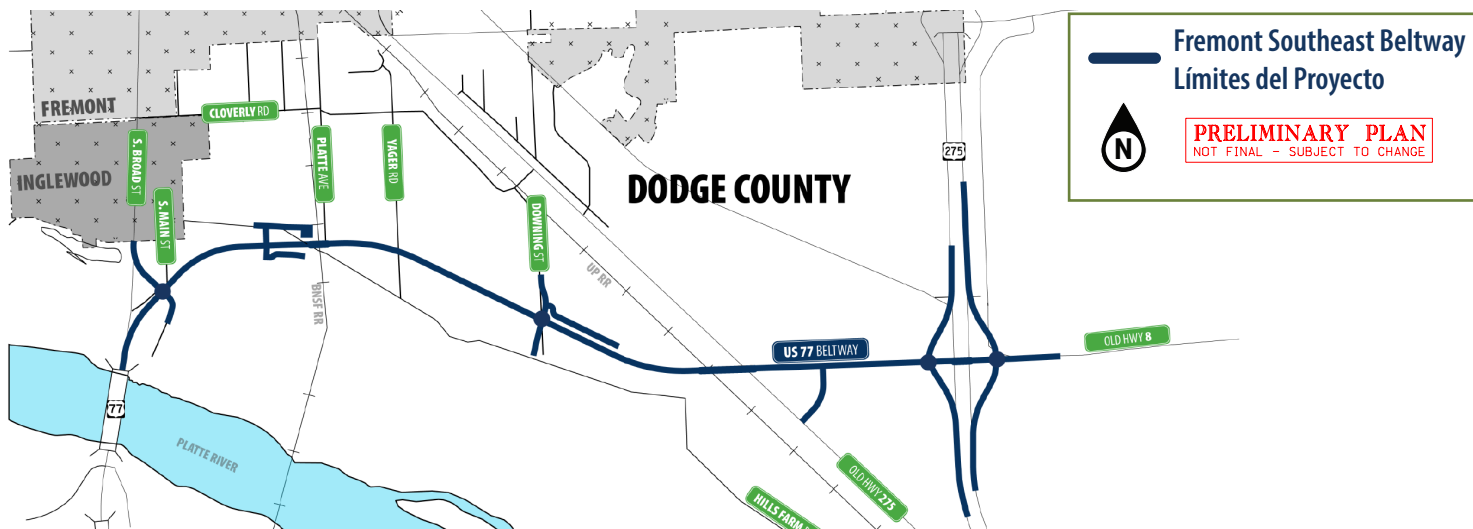 Fremont Southeast Beltway
Límites del Proyecto
N
PRELIMINARY PLAN
NOT FINAL - SUBJECT TO CHANGE
FREMONT
CLOVERLY RD
INGLEWOOD
S. BROAD ST
S. MAIN ST
PLATTE AVE
YAGER RD
DODGE COUNTY
275
DOWNING ST
UP RR
BNSF RR
US 77 BELTWAY
OLD HWY 8
77
PLATTE RIVER
OLD HWY 275
HILLS FARM